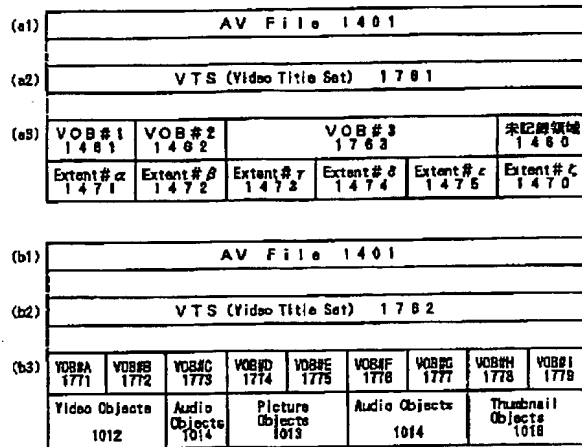 (a1) AV File 1401
(a2) VTS (Video Title Set) 1761
(a3) VOB#1 VOB#2 VOB#3 未記録領域
1461 1462 1763 1460
Extent#α Extent#β Extent#γ Extent#δ Extent#ε Extent#ζ
1471 1472 1473 1474 1475 1470
(b1) AV File 1401
(b2) VTS (Video Title Set) 1762
(b3) VOB#A VOB#B VOB#C VOB#D VOB#E VOB#F VOB#G VOB#H VOB#I
1771 1772 1773 1774 1775 1776 1777 1778 1779
Video Objects Audio Objects Picture Objects Audio Objects Thumbnail Objects
1012 1014 1013 1014 1016